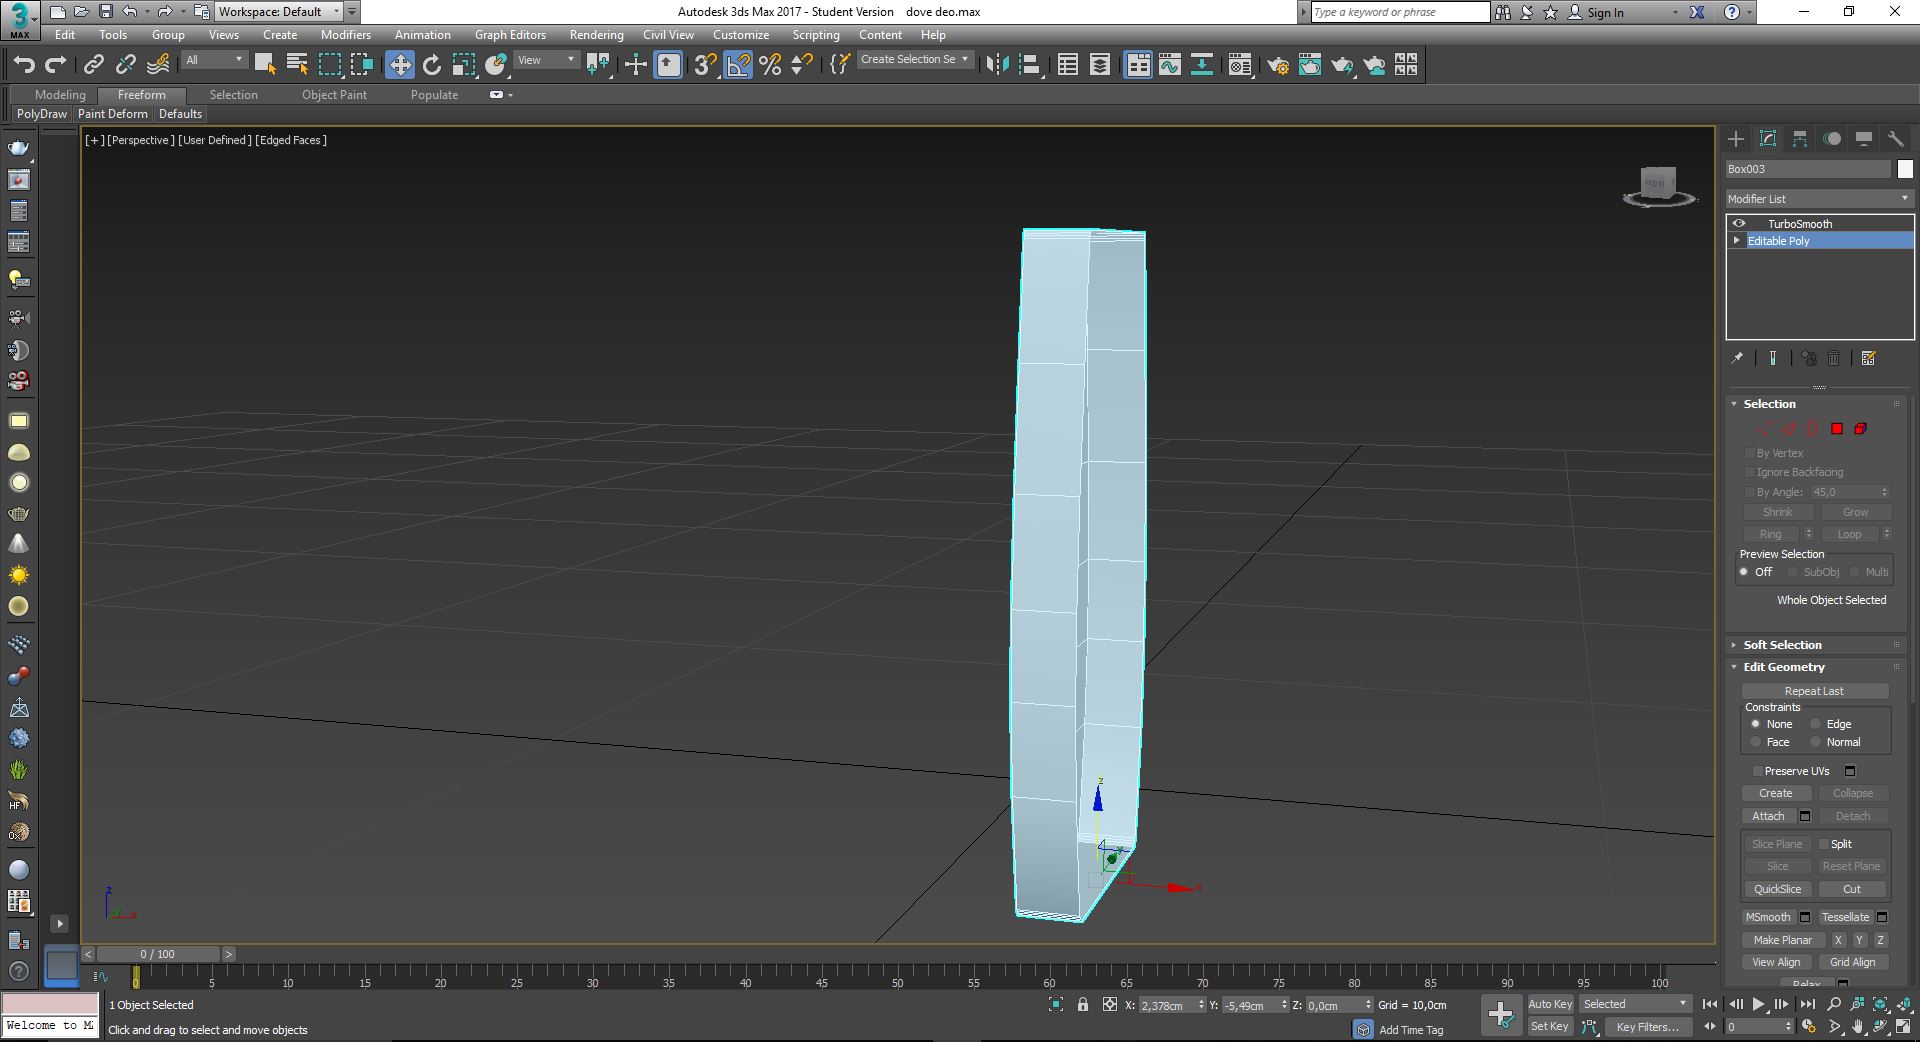 Workspace: Default
Autodesk 3ds Max 2017 - Student Version dove deo.max
Type a keyword or phrase
Sign In
MAX
Edit Tools Group Views Create Modifiers Animation Graph Editors Rendering Civil View Customize Scripting Content Help
All
View
Create Selection Se
Modeling Freeform Selection Object Paint Populate
PolyDraw Paint Deform Defaults
[+] [Perspective] [User Defined] [Edged Faces]
FRONT
Box003
Modifier List
TurboSmooth
Editable Poly
Selection
By Vertex
Ignore Backfacing
By Angle: 45,0
Shrink Grow
Ring Loop
Preview Selection
Off SubObj Multi
Whole Object Selected
Soft Selection
Edit Geometry
Repeat Last
Constraints
None Edge
Face Normal
Preserve UVs
Create Collapse
Attach Detach
Slice Plane Split
Slice Reset Plane
QuickSlice Cut
MSmooth Tessellate
Make Planar X Y Z
View Align Grid Align
Relax
z
x
z
x
HF
Ox
< 0 / 100 >
0 5 10 15 20 25 30 35 40 45 50 55 60 65 70 75 80 85 90 95 100
1 Object Selected
X: 2,378cm Y: -5,49cm Z: 0,0cm Grid = 10,0cm
Auto Key Selected
Welcome to M
Click and drag to select and move objects
Add Time Tag
Set Key Key Filters...
0